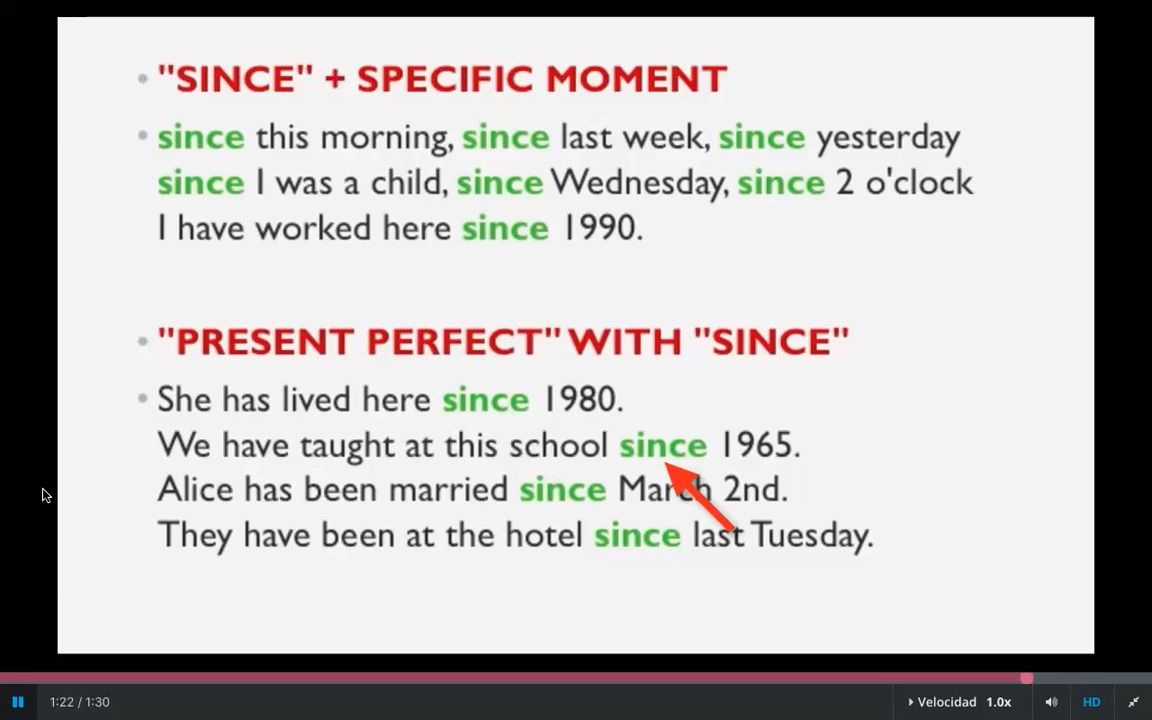 "SINCE" + SPECIFIC MOMENT
since this morning, since last week, since yesterday
since I was a child, since Wednesday, since 2 o'clock
I have worked here since 1990.
"PRESENT PERFECT" WITH "SINCE"
She has lived here since 1980.
We have taught at this school since 1965.
Alice has been married since March 2nd.
They have been at the hotel since last Tuesday.
1:22 / 1:30 Velocidad 1.0x HD